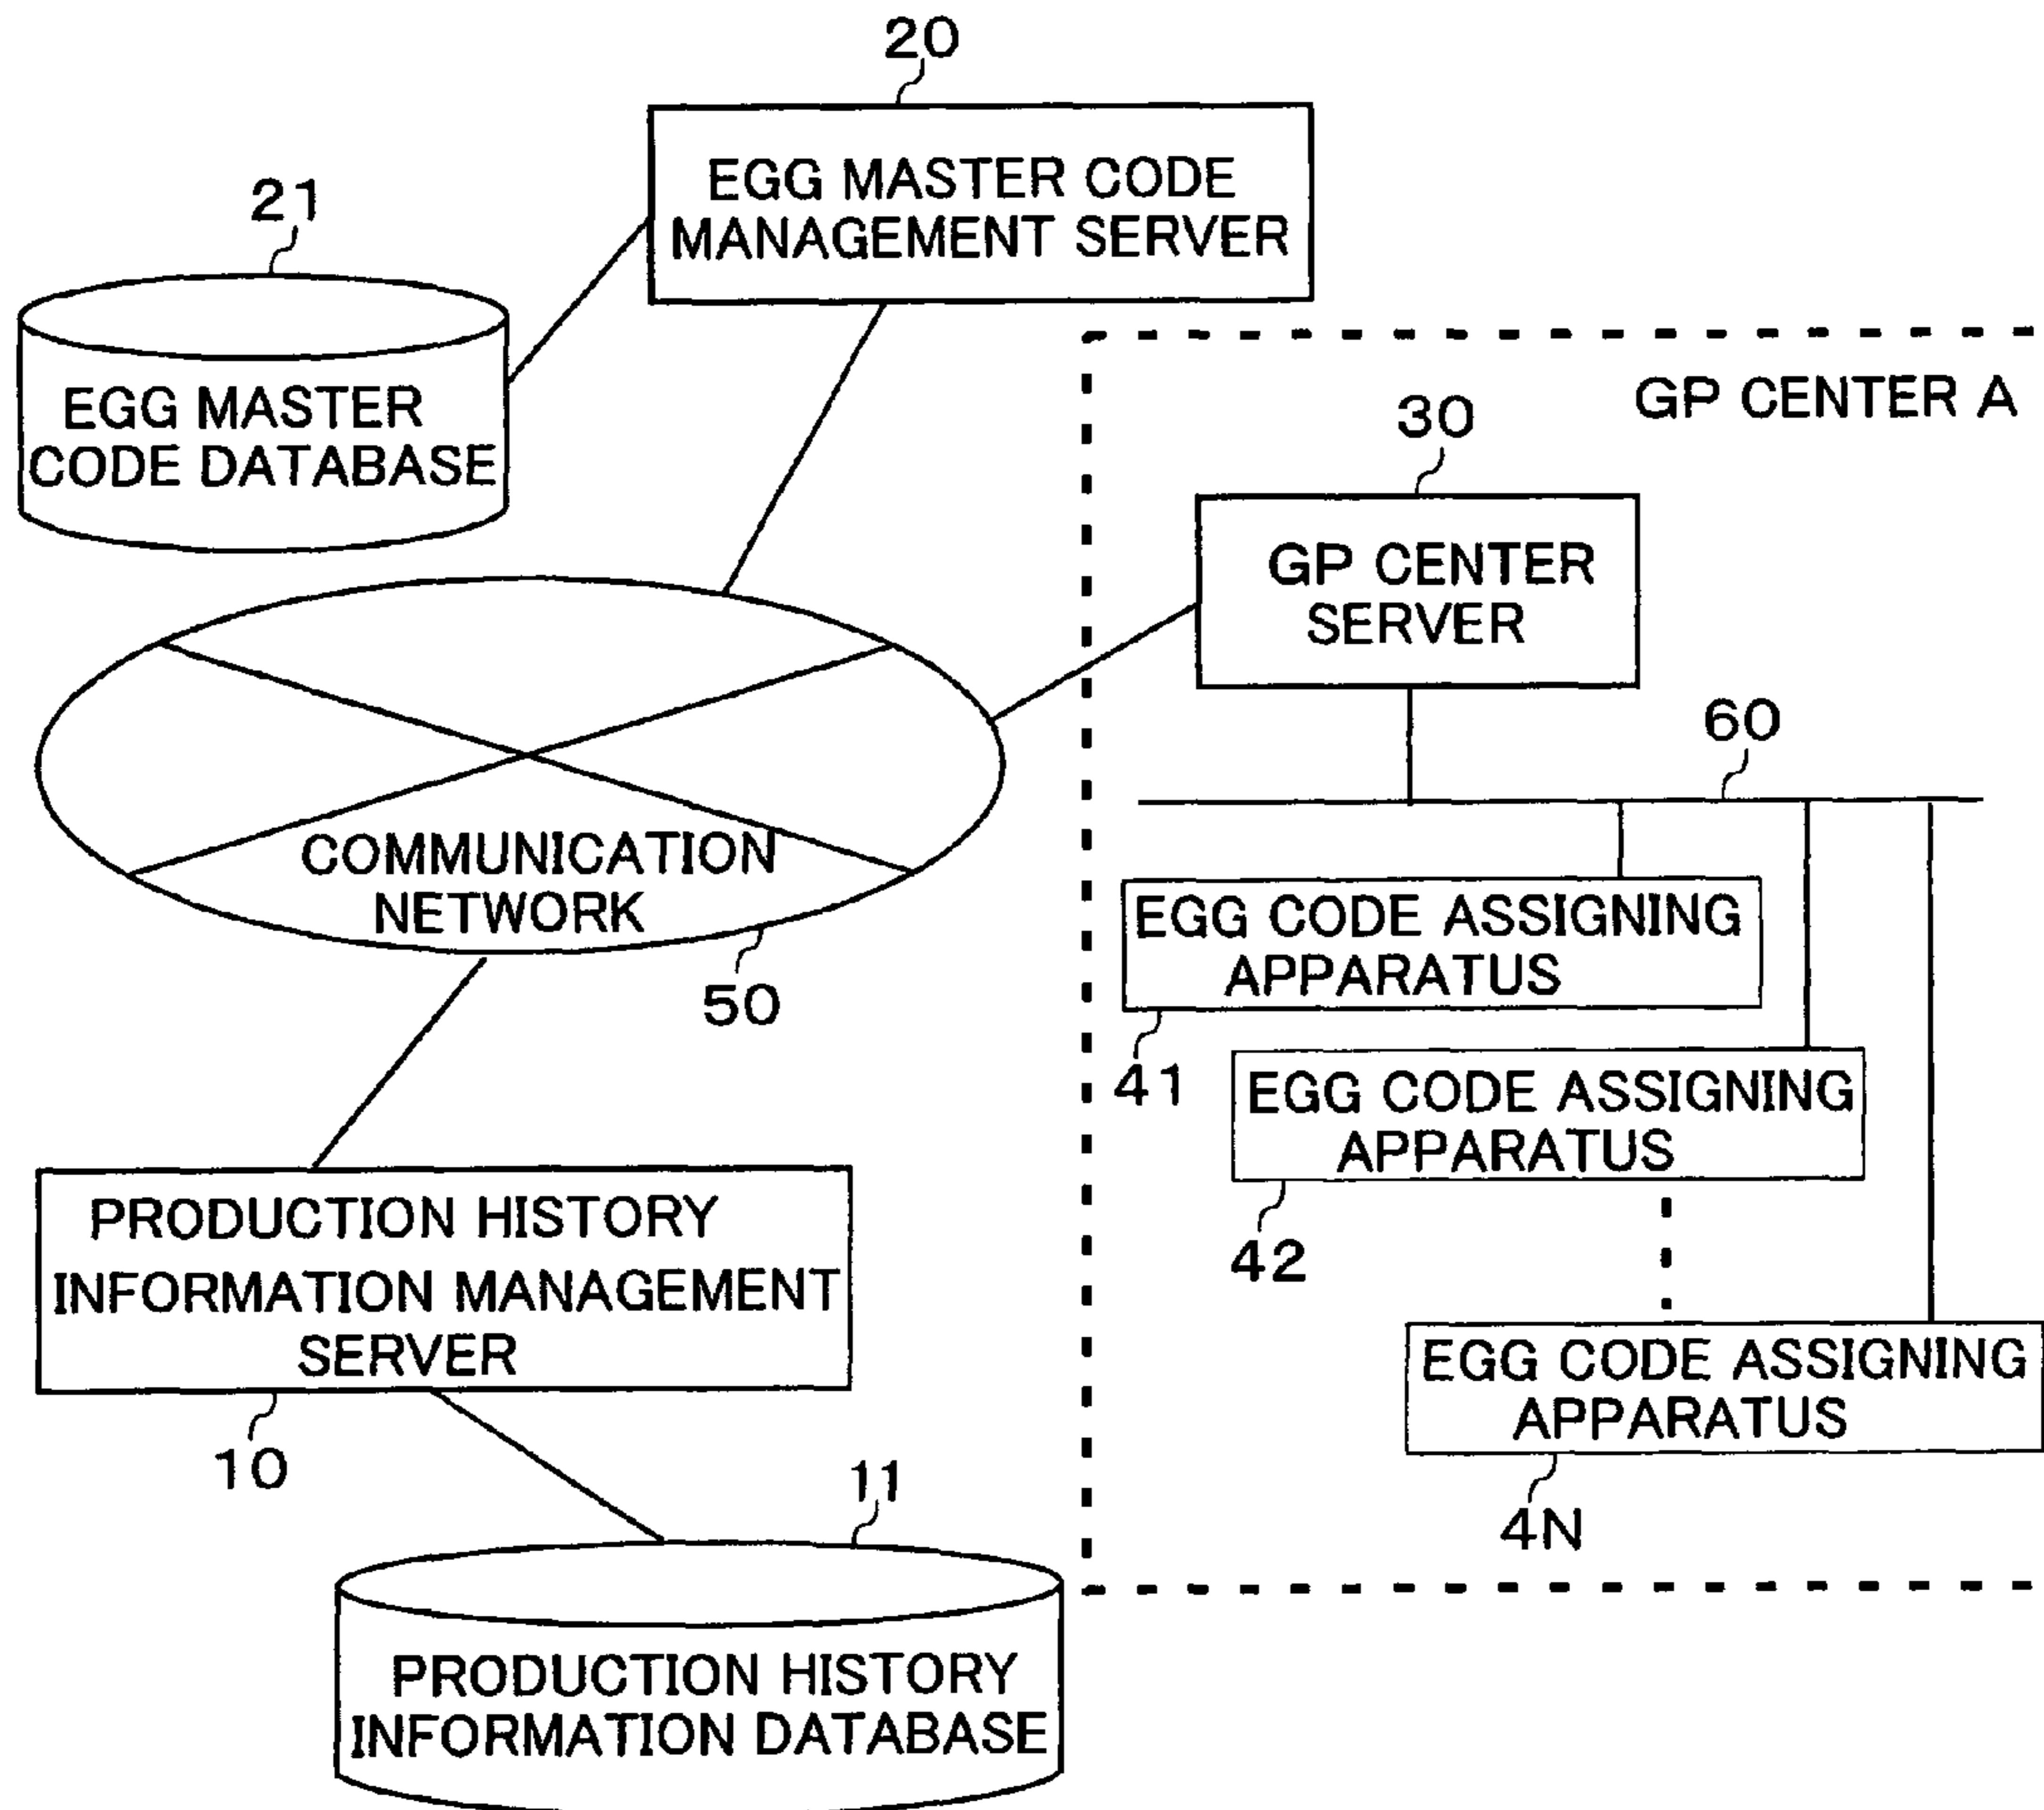 20
EGG MASTER CODE
MANAGEMENT SERVER
21
EGG MASTER
CODE DATABASE
GP CENTER A
30
GP CENTER
SERVER
60
COMMUNICATION
NETWORK
50
EGG CODE ASSIGNING
APPARATUS
41
EGG CODE ASSIGNING
APPARATUS
42
EGG CODE ASSIGNING
APPARATUS
4N
PRODUCTION HISTORY
INFORMATION MANAGEMENT
SERVER
10
11
PRODUCTION HISTORY
INFORMATION DATABASE